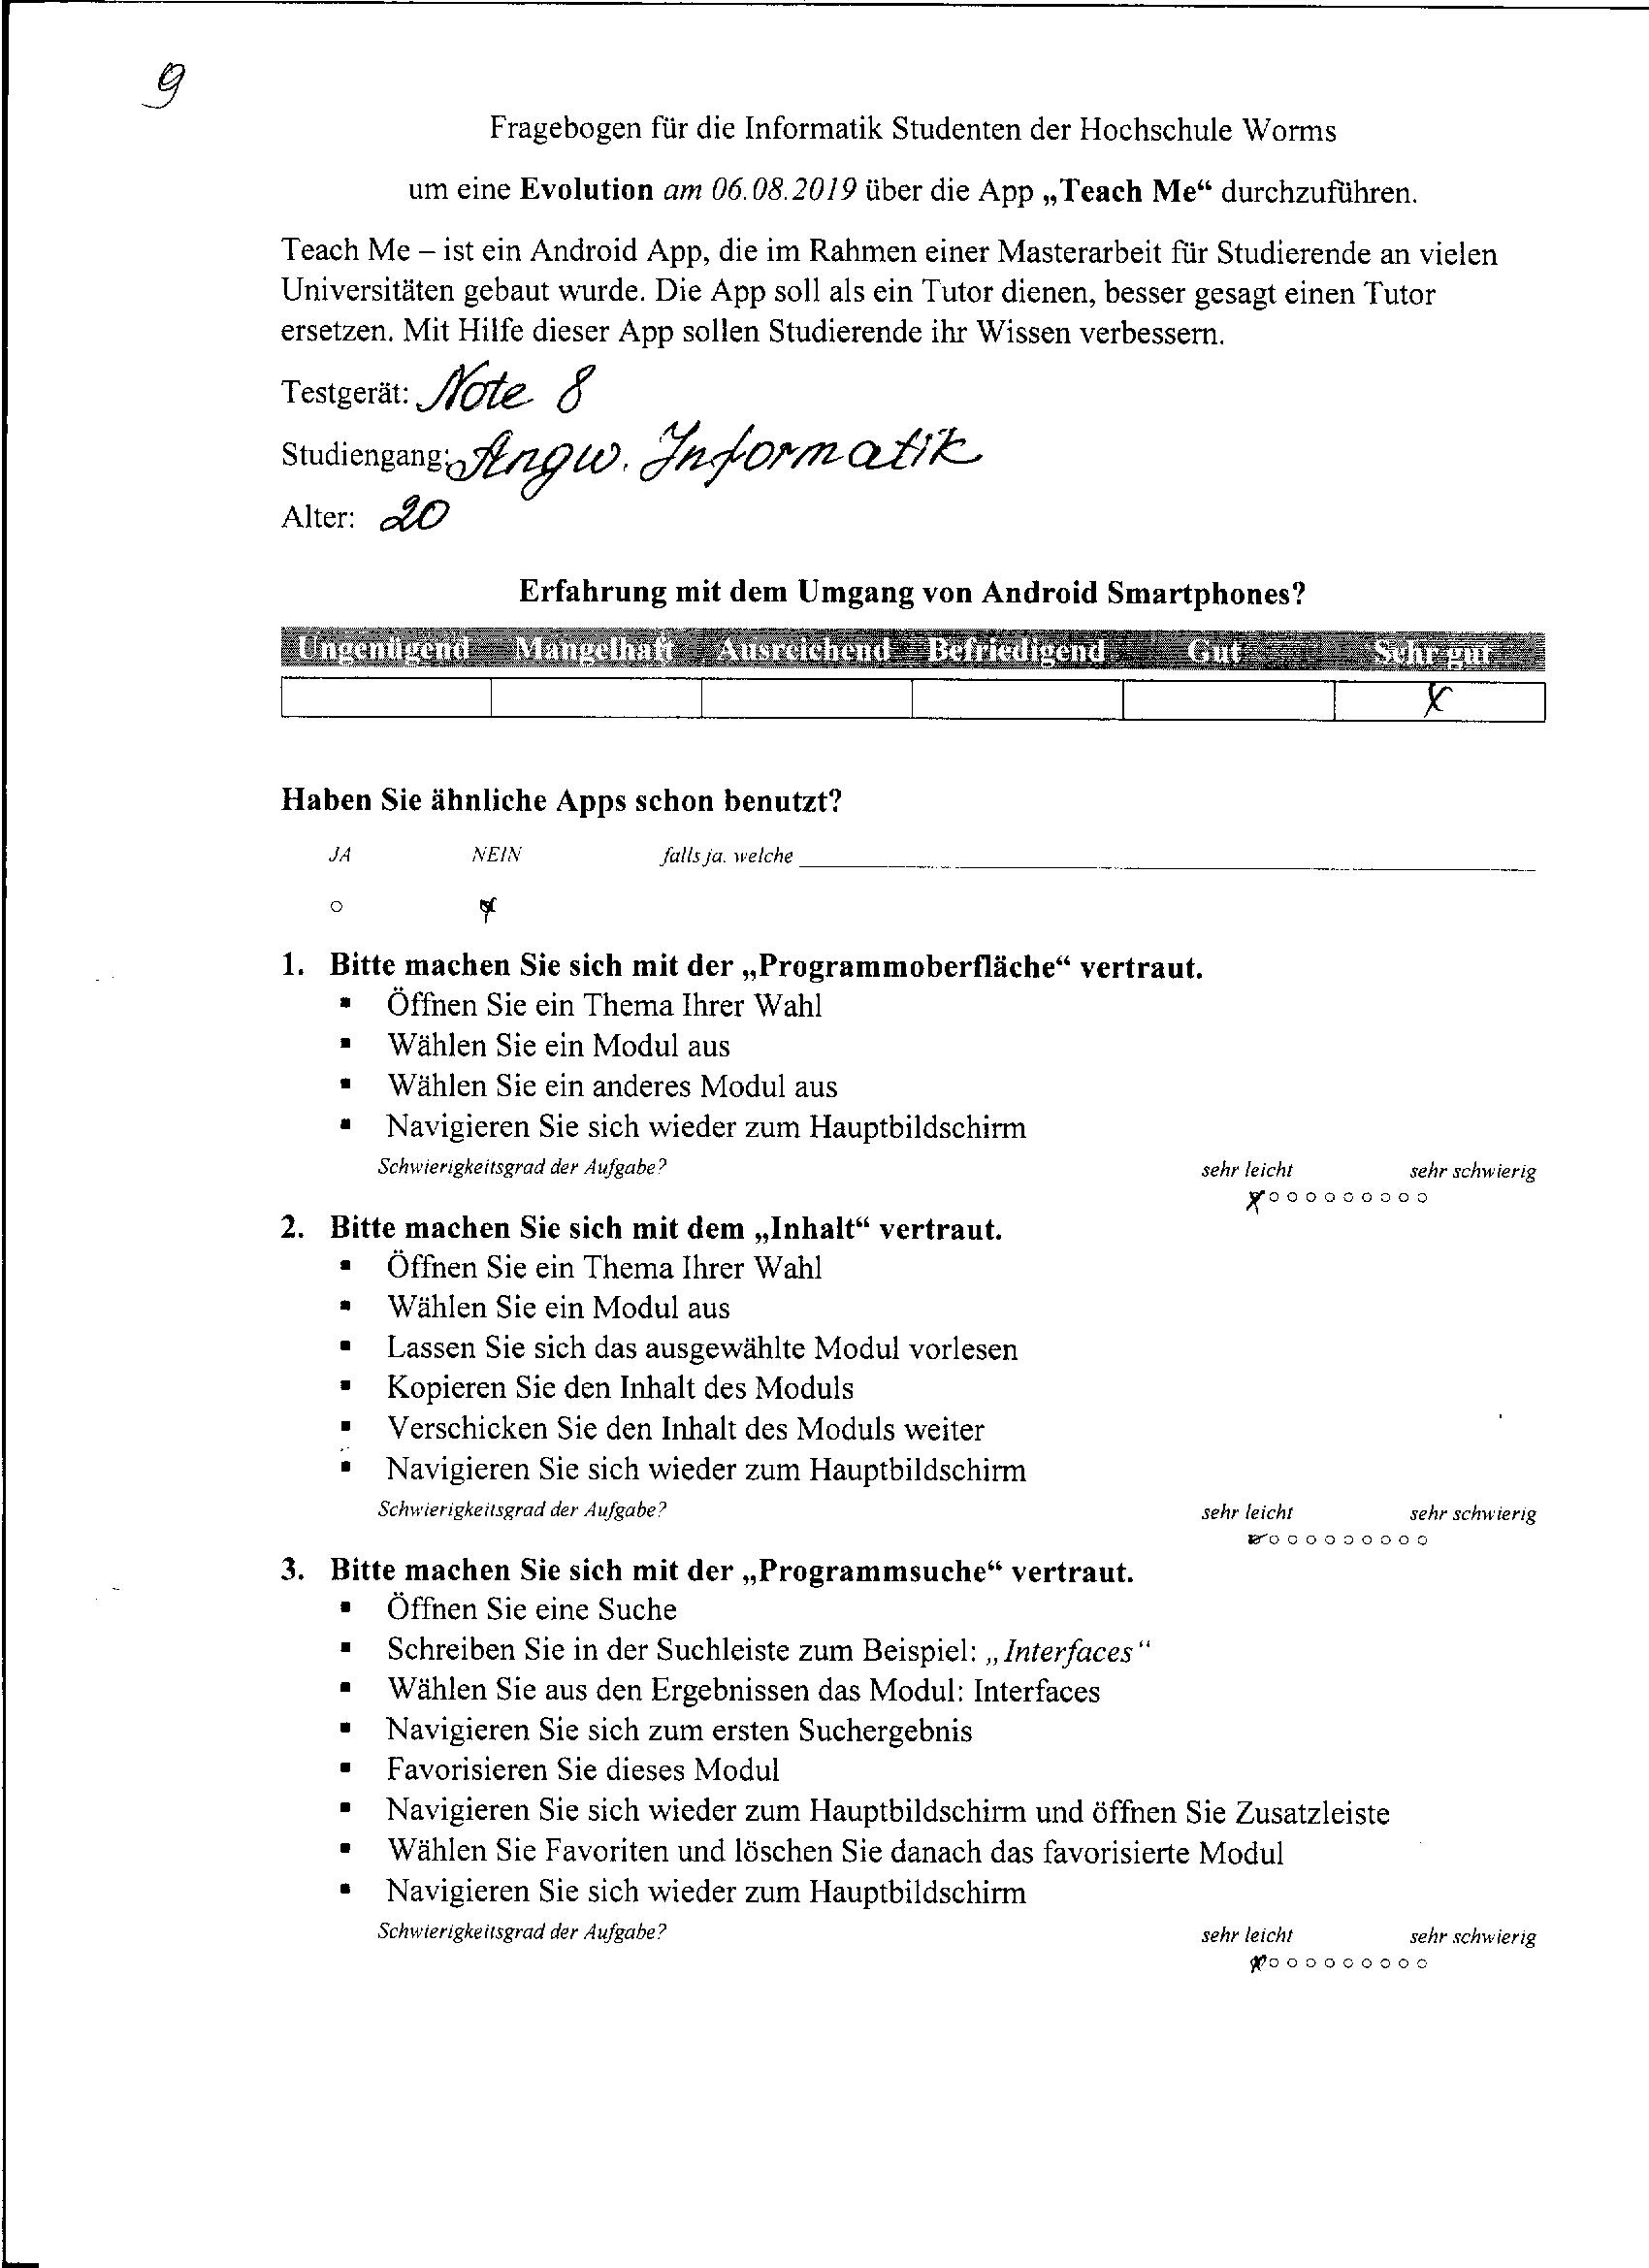 9
Fragebogen für die Informatik Studenten der Hochschule Worms
um eine Evolution am 06.08.2019 über die App „Teach Me“ durchzuführen.
Teach Me – ist ein Android App, die im Rahmen einer Masterarbeit für Studierende an vielen
Universitäten gebaut wurde. Die App soll als ein Tutor dienen, besser gesagt einen Tutor
ersetzen. Mit Hilfe dieser App sollen Studierende ihr Wissen verbessern.
Testgerät: Note 8
Studiengang: Angw. Informatik
Alter: 20
Erfahrung mit dem Umgang von Android Smartphones?
Ungenügend Mangelhaft Ausreichend Befriedigend Gut Sehr gut
X
Haben Sie ähnliche Apps schon benutzt?
JA NEIN falls ja, welche
1. Bitte machen Sie sich mit der „Programmoberfläche“ vertraut.
▪ Öffnen Sie ein Thema Ihrer Wahl
▪ Wählen Sie ein Modul aus
▪ Wählen Sie ein anderes Modul aus
▪ Navigieren Sie sich wieder zum Hauptbildschirm
Schwierigkeitsgrad der Aufgabe? sehr leicht sehr schwierig
2. Bitte machen Sie sich mit dem „Inhalt“ vertraut.
▪ Öffnen Sie ein Thema Ihrer Wahl
▪ Wählen Sie ein Modul aus
▪ Lassen Sie sich das ausgewählte Modul vorlesen
▪ Kopieren Sie den Inhalt des Moduls
▪ Verschicken Sie den Inhalt des Moduls weiter
▪ Navigieren Sie sich wieder zum Hauptbildschirm
Schwierigkeitsgrad der Aufgabe? sehr leicht sehr schwierig
3. Bitte machen Sie sich mit der „Programmsuche“ vertraut.
▪ Öffnen Sie eine Suche
▪ Schreiben Sie in der Suchleiste zum Beispiel: „Interfaces“
▪ Wählen Sie aus den Ergebnissen das Modul: Interfaces
▪ Navigieren Sie sich zum ersten Suchergebnis
▪ Favorisieren Sie dieses Modul
▪ Navigieren Sie sich wieder zum Hauptbildschirm und öffnen Sie Zusatzleiste
▪ Wählen Sie Favoriten und löschen Sie danach das favorisierte Modul
▪ Navigieren Sie sich wieder zum Hauptbildschirm
Schwierigkeitsgrad der Aufgabe? sehr leicht sehr schwierig